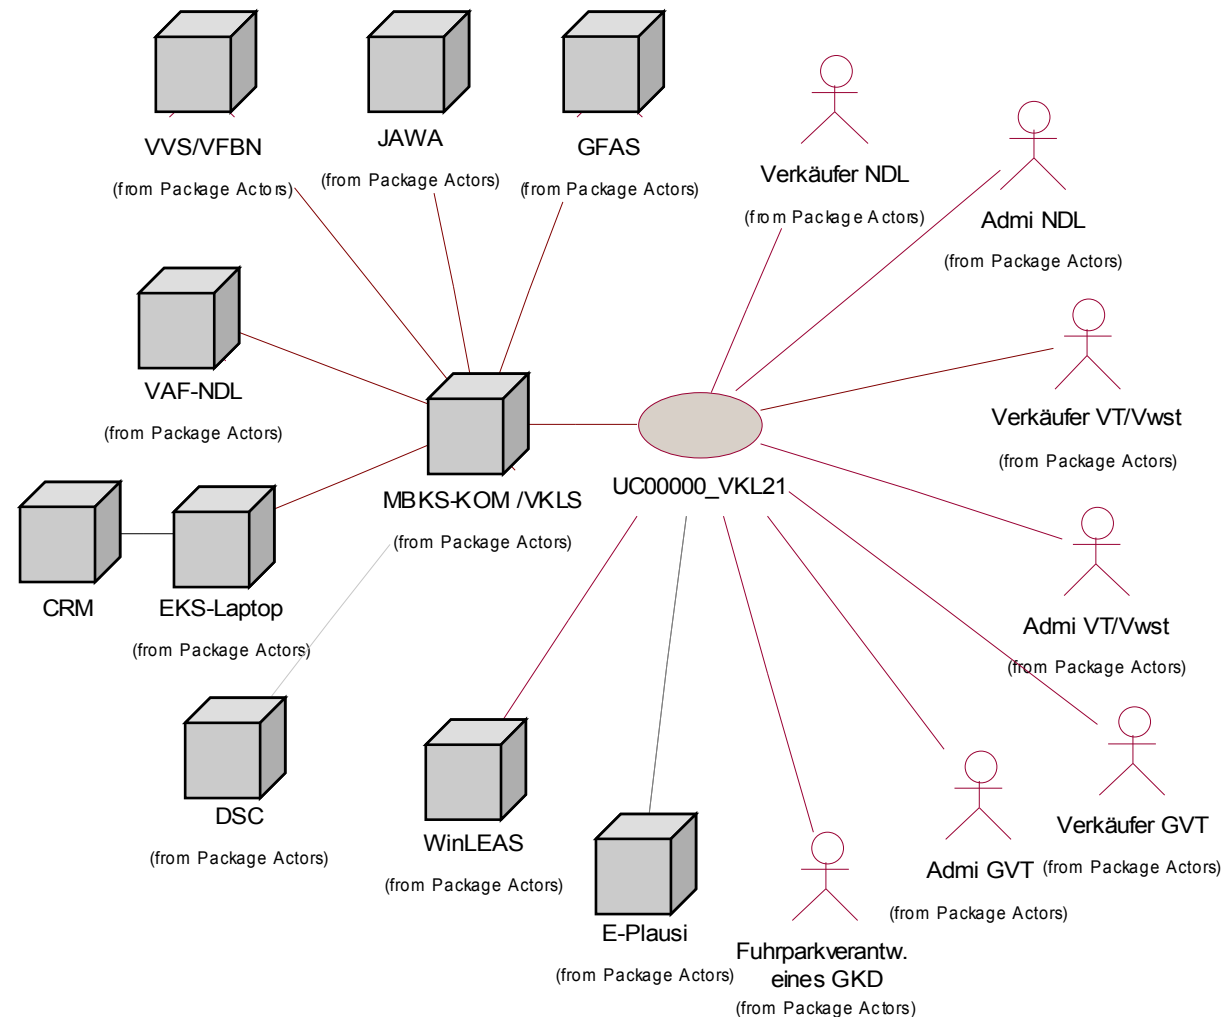 VVS/VFBN
(from Package Actors)
JAWA
(from Package Actors)
GFAS
(from Package Actors)
Verkäufer NDL
(from Package Actors)
Admi NDL
(from Package Actors)
VAF-NDL
(from Package Actors)
Verkäufer VT/Vwst
(from Package Actors)
MBKS-KOM /VKLS
(from Package Actors)
UC00000_VKL21
CRM
EKS-Laptop
(from Package Actors)
Admi VT/Vwst
(from Package Actors)
DSC
(from Package Actors)
WinLEAS
(from Package Actors)
E-Plausi
(from Package Actors)
Fuhrparkverantw.
eines GKD
(from Package Actors)
Admi GVT
(from Package Actors)
Verkäufer GVT
(from Package Actors)